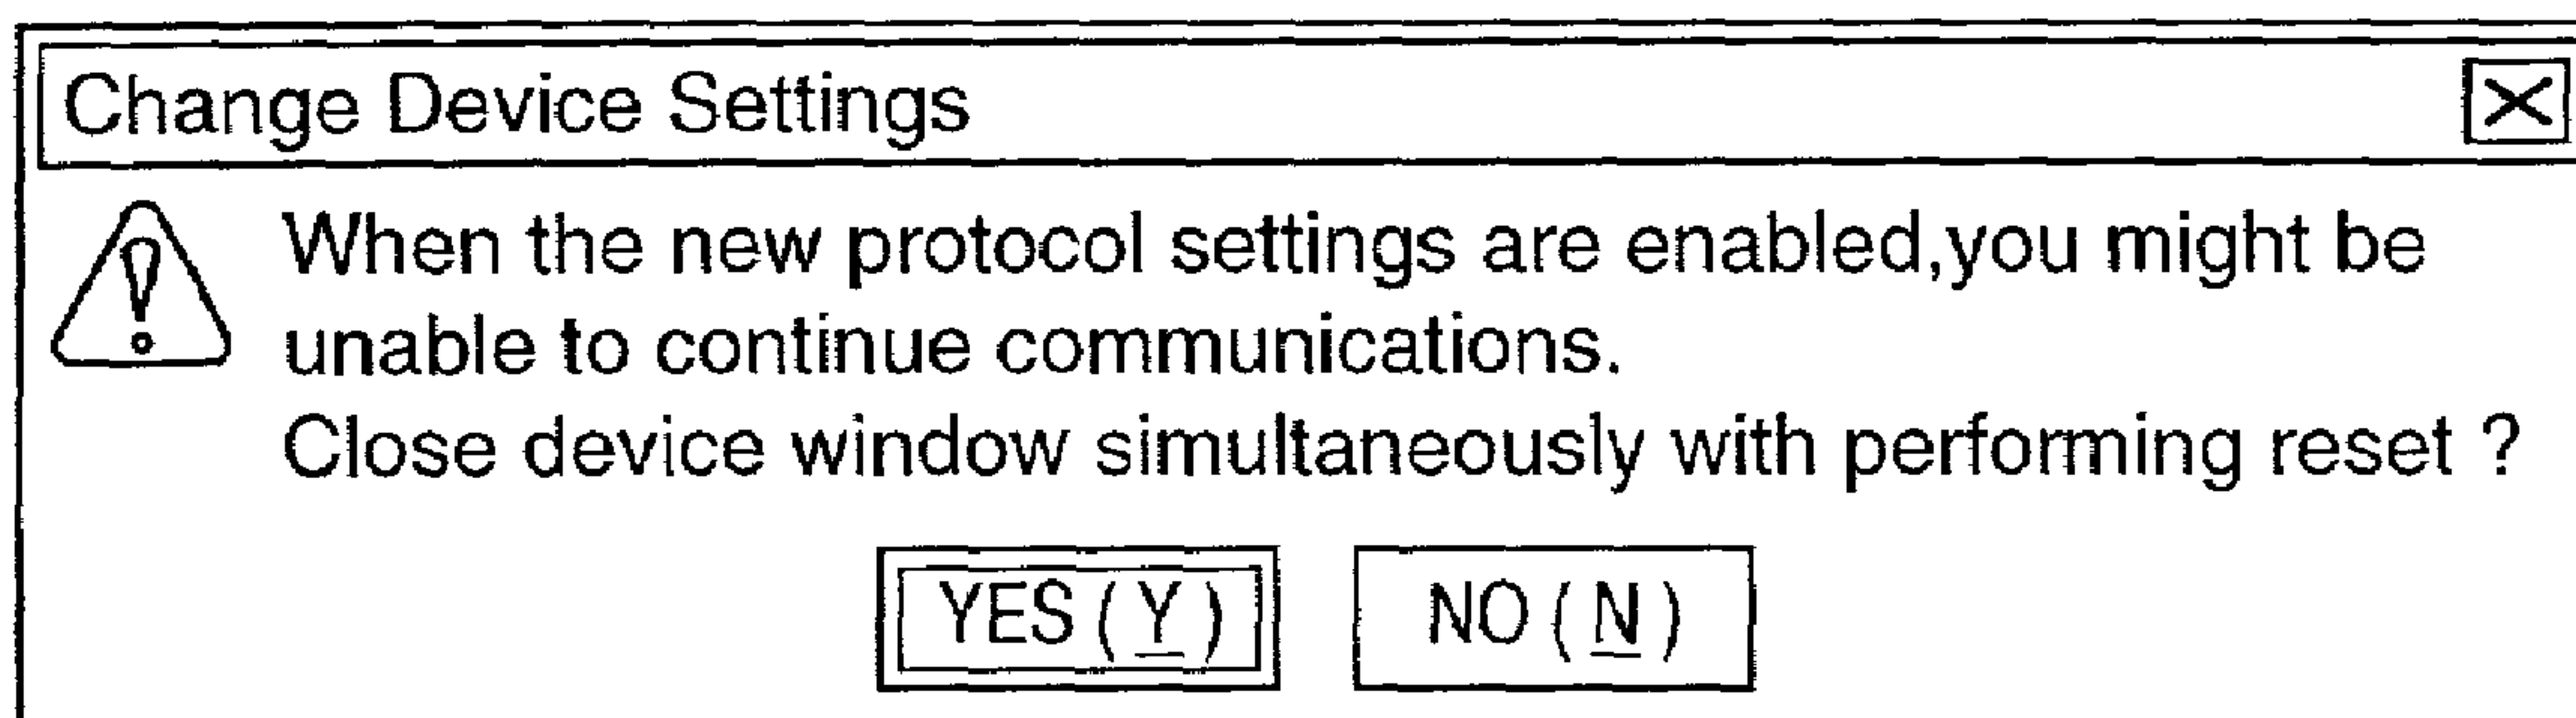 Change Device Settings
When the new protocol settings are enabled,you might be
unable to continue communications.
Close device window simultaneously with performing reset ?
YES ( Y ) NO ( N )